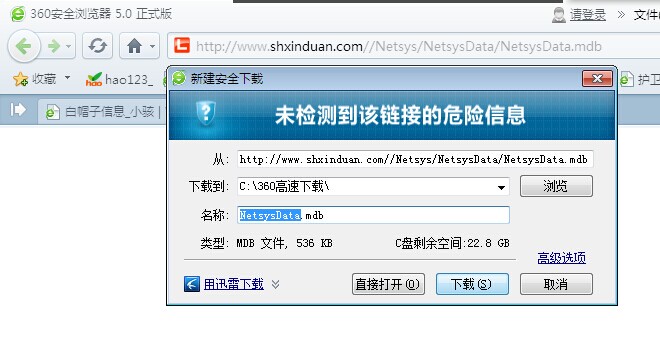 360安全浏览器 5.0 正式版
请登录 » 文件
http://www.shxinduan.com//Netsys/NetsysData/NetsysData.mdb
收藏 hao123_
护卫
白帽子信息_小孩 |
新建安全下载
未检测到该链接的危险信息
从: http://www.shxinduan.com//Netsys/NetsysData/NetsysData.mdb
下载到: C:\360高速下载\ 浏览
名称: NetsysData.mdb
类型: MDB 文件, 536 KB C盘剩余空间:22.8 GB
高级选项
用迅雷下载 直接打开(O) 下载(S) 取消